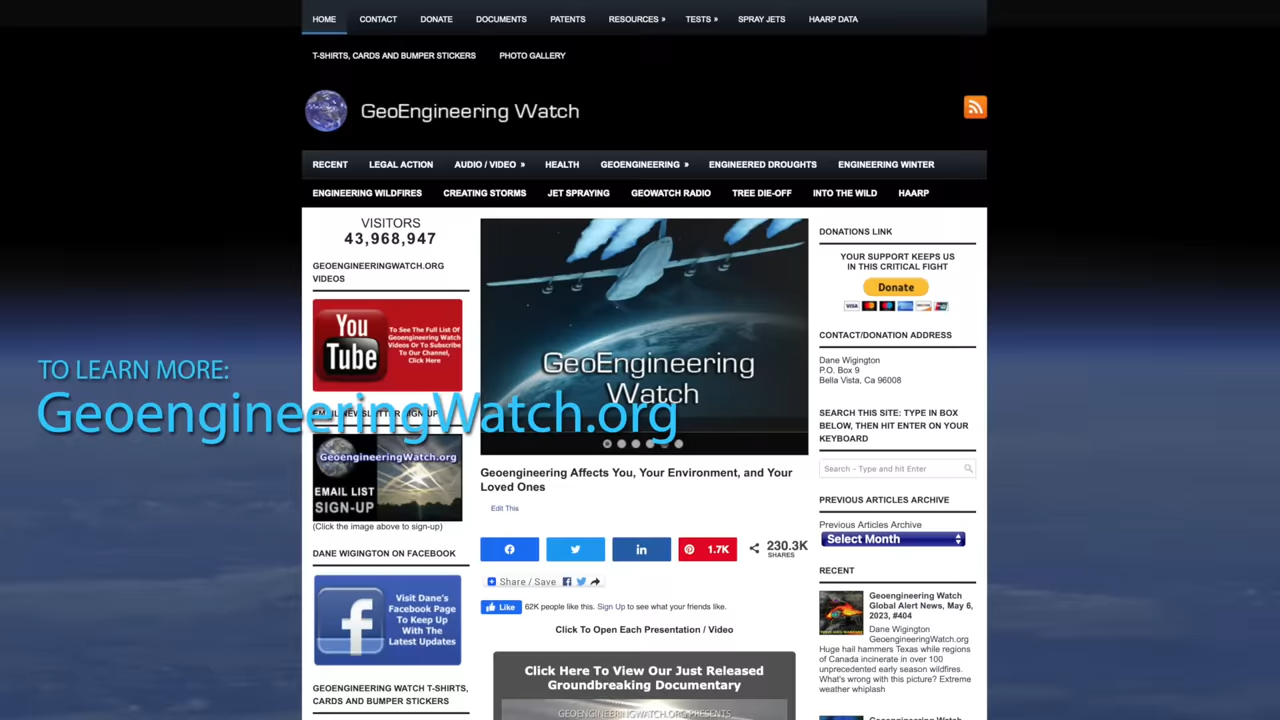 HOME CONTACT DONATE DOCUMENTS PATENTS RESOURCES » TESTS » SPRAY JETS HAARP DATA
T-SHIRTS, CARDS AND BUMPER STICKERS PHOTO GALLERY
GeoEngineering Watch
RECENT LEGAL ACTION AUDIO / VIDEO » HEALTH GEOENGINEERING » ENGINEERED DROUGHTS ENGINEERING WINTER
ENGINEERING WILDFIRES CREATING STORMS JET SPRAYING GEOWATCH RADIO TREE DIE-OFF INTO THE WILD HAARP
VISITORS
43,968,947
GEOENGINEERINGWATCH.ORG
VIDEOS
You
Tube
To See The Full List Of
Geoengineering Watch
Videos Or To Subscribe
To Our Channel,
Click Here
TO LEARN MORE:
GeoengineeringWatch.org
EMAIL NEWSLETTER SIGN-UP
GeoengineeringWatch.org
EMAIL LIST
SIGN-UP
(Click the image above to sign-up)
DANE WIGINGTON ON FACEBOOK
Visit Dane's
Facebook Page
To Keep Up
With The
Latest Updates
GEOENGINEERING WATCH T-SHIRTS,
CARDS AND BUMPER STICKERS
GeoEngineering
Watch
Geoengineering Affects You, Your Environment, and Your
Loved Ones
Edit This
1.7K
230.3K
SHARES
Share / Save
Like 62K people like this. Sign Up to see what your friends like.
Click To Open Each Presentation / Video
Click Here To View Our Just Released
Groundbreaking Documentary
GEOENGINEERINGWATCH.ORG PRESENTS
DONATIONS LINK
YOUR SUPPORT KEEPS US
IN THIS CRITICAL FIGHT
Donate
VISA
CONTACT/DONATION ADDRESS
Dane Wigington
P.O. Box 9
Bella Vista, Ca 96008
SEARCH THIS SITE: TYPE IN BOX
BELOW, THEN HIT ENTER ON YOUR
KEYBOARD
Search - Type and hit Enter
PREVIOUS ARTICLES ARCHIVE
Previous Articles Archive
Select Month
RECENT
Geoengineering Watch
Global Alert News, May 6,
2023, #404
Dane Wigington
GeoengineeringWatch.org
Huge hail hammers Texas while regions
of Canada incinerate in over 100
unprecedented early season wildfires.
What's wrong with this picture? Extreme
weather whiplash